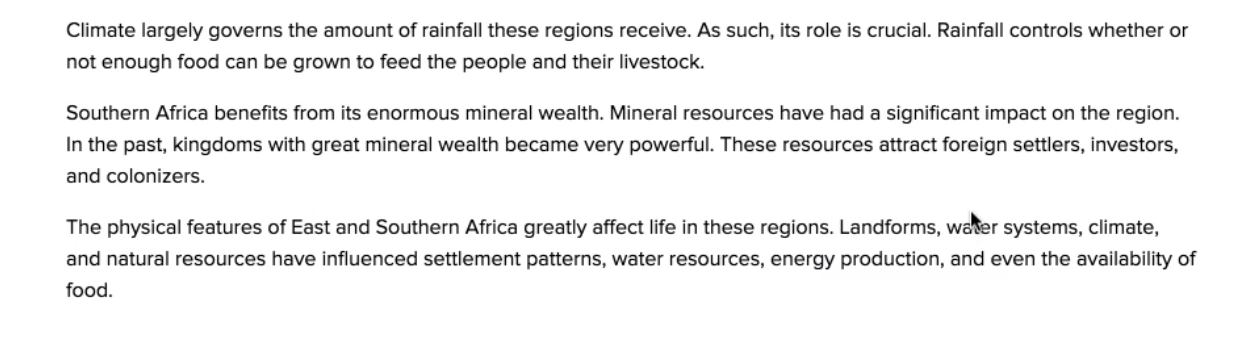 Climate largely governs the amount of rainfall these regions receive. As such, its role is crucial. Rainfall controls whether or
not enough food can be grown to feed the people and their livestock.
Southern Africa benefits from its enormous mineral wealth. Mineral resources have had a significant impact on the region.
In the past, kingdoms with great mineral wealth became very powerful. These resources attract foreign settlers, investors,
and colonizers.
The physical features of East and Southern Africa greatly affect life in these regions. Landforms, water systems, climate,
and natural resources have influenced settlement patterns, water resources, energy production, and even the availability of
food.